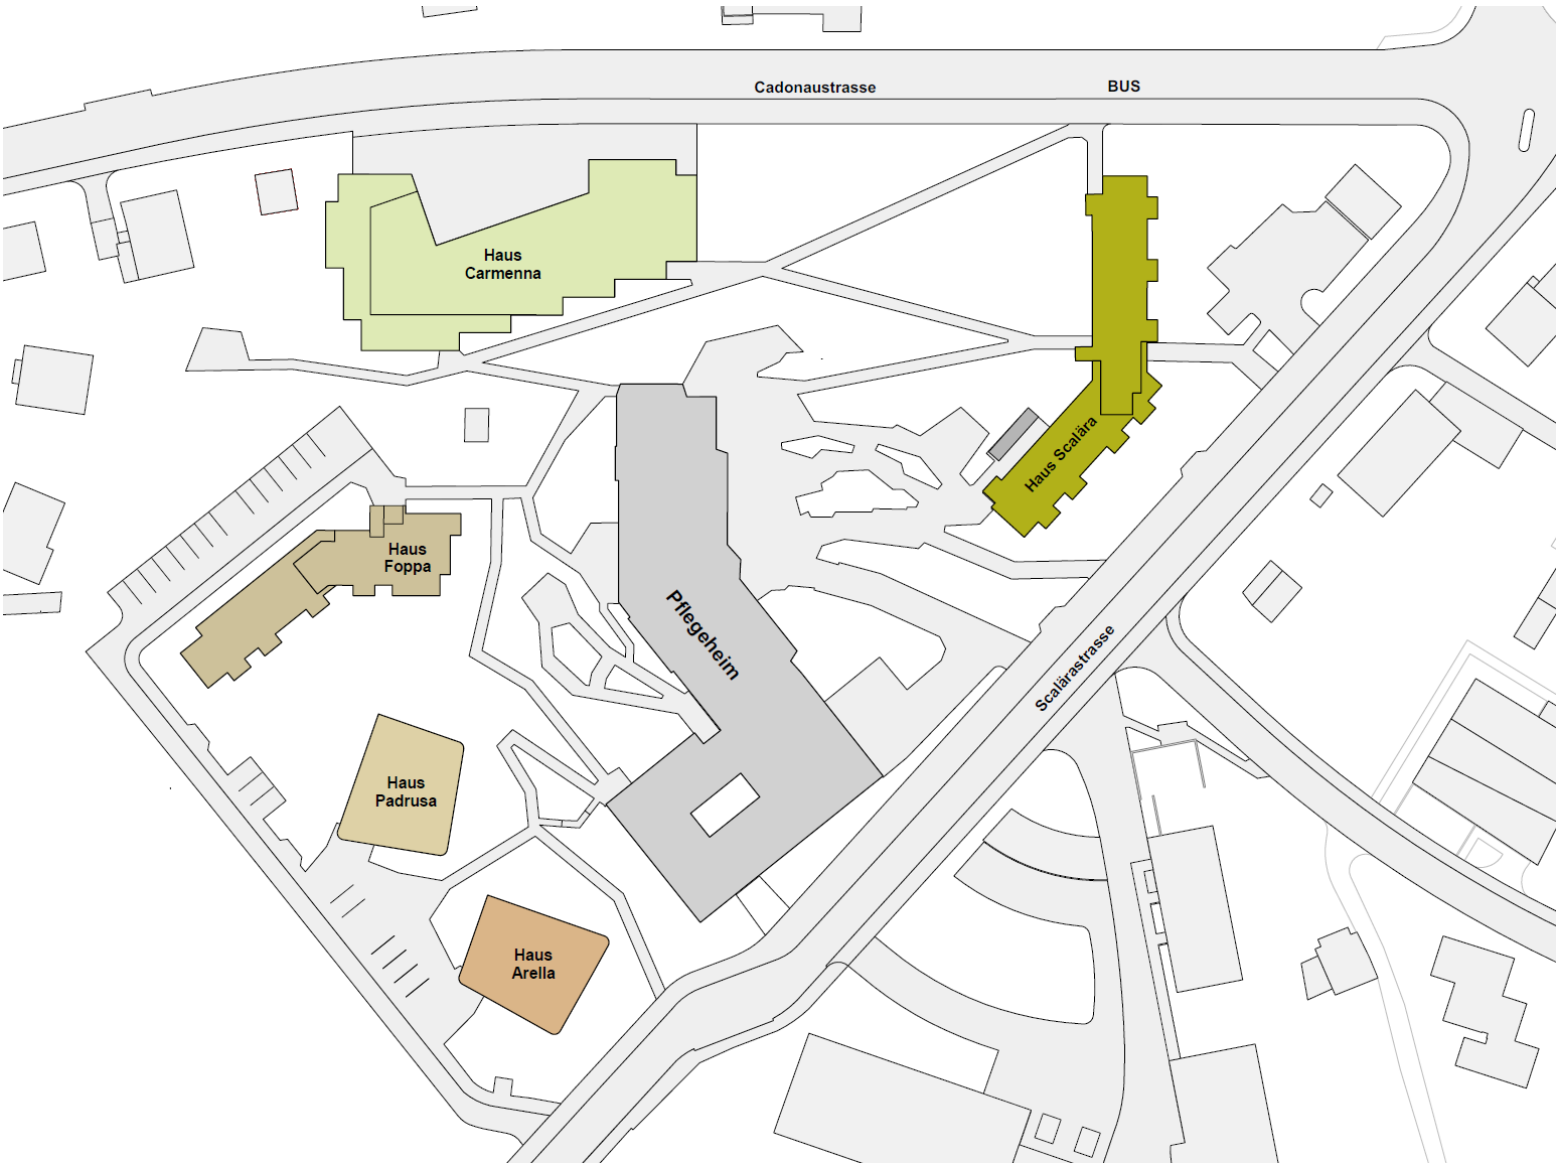 Cadonaustrasse
BUS
Haus
Carmenna
Haus Scalära
Haus
Foppa
Pflegeheim
Scalärastrasse
Haus
Padrusa
Haus
Arella